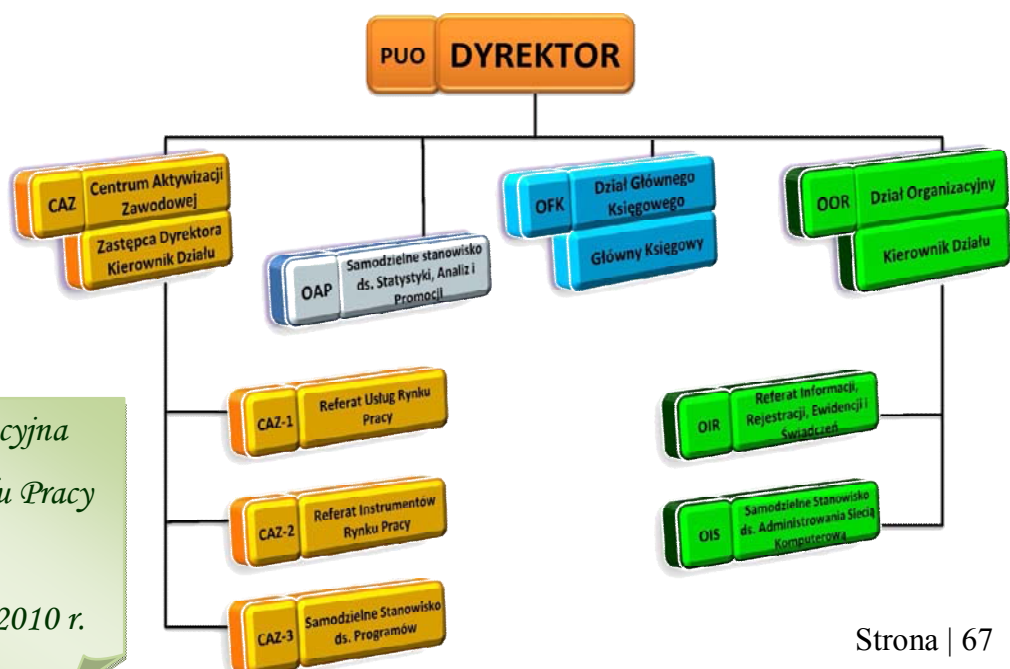 PUO DYREKTOR
CAZ
Centrum Aktywizacji
Zawodowej
Zastępca Dyrektora
Kierownik Działu
OAP
Samodzielne stanowisko
ds. Statystyki, Analiz i
Promocji
OFK
Dział Głównego
Księgowego
Główny Księgowy
OOR
Dział Organizacyjny
Kierownik Działu
CAZ-1
Referat Usług Rynku
Pracy
CAZ-2
Referat Instrumentów
Rynku Pracy
CAZ-3
Samodzielne Stanowisko
ds. Programów
OIR
Referat Informacji,
Rejestracji, Ewidencji i
Świadczeń
OIS
Samodzielne Stanowisko
ds. Administrowania Siecią
Komputerową
cyjna
u Pracy
2010 r.
Strona | 67